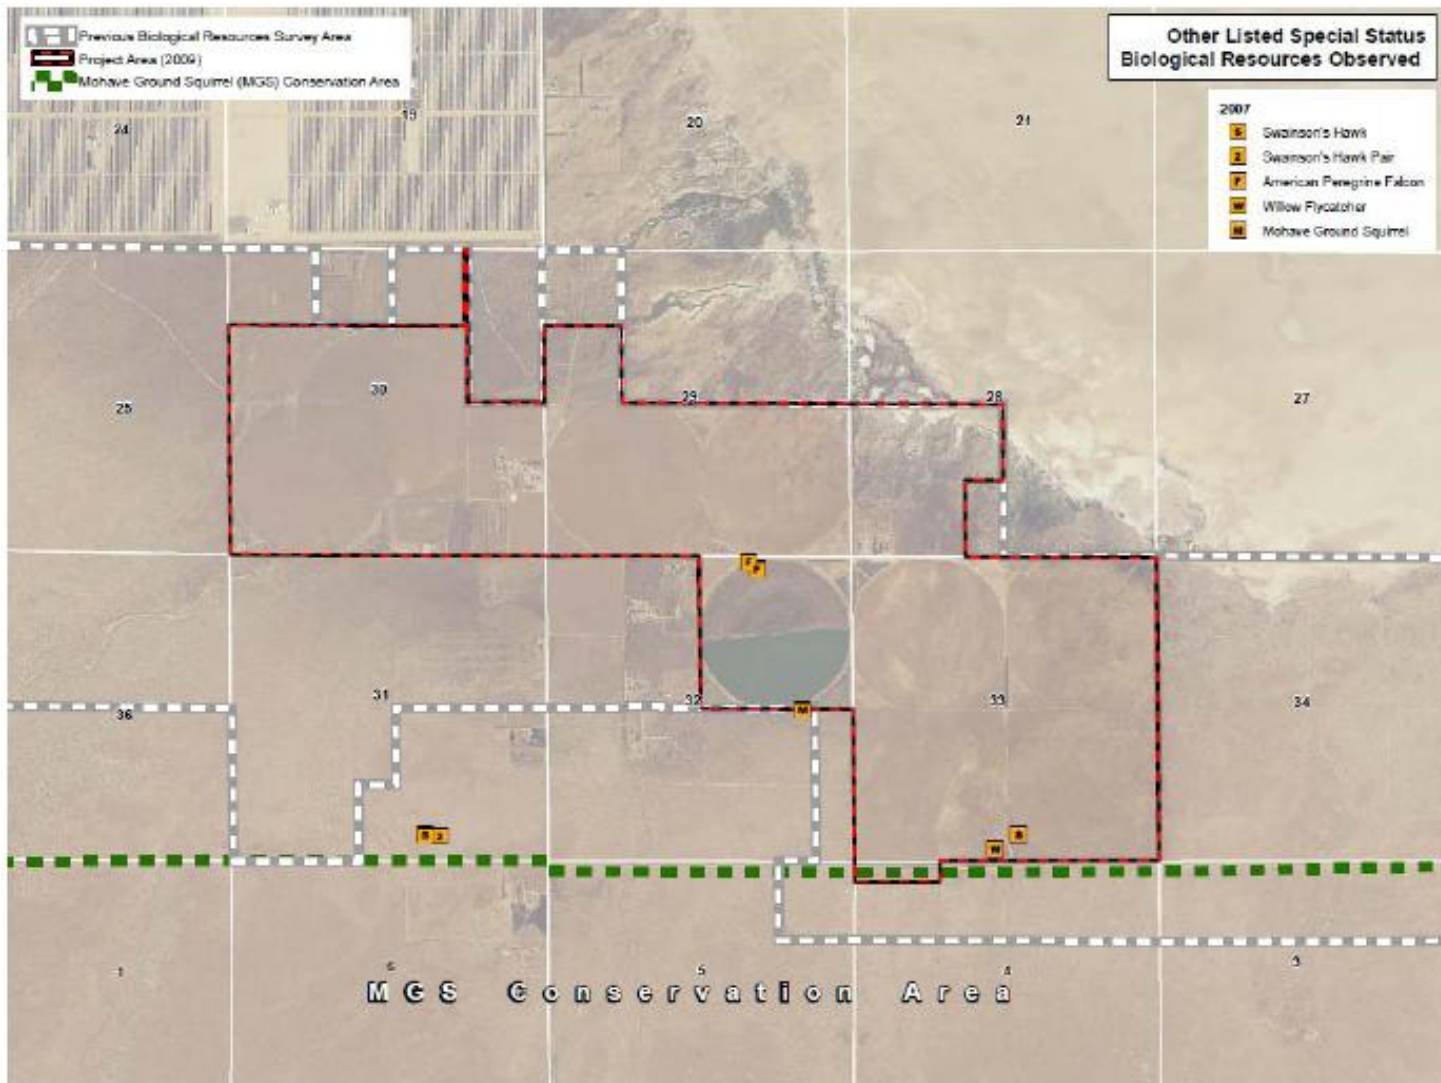 Previous Biological Resources Survey Area
Project Area (2009)
Mohave Ground Squirrel (MGS) Conservation Area
Other Listed Special Status
Biological Resources Observed
2007
S Swainson's Hawk
2 Swainson's Hawk Pair
P American Peregrine Falcon
W Willow Flycatcher
M Mohave Ground Squirrel
24
19
20
21
25
30
29
28
27
P
P
36
31
32
33
34
M
S 2
S
W
1
6
5
4
3
MGS Conservation Area